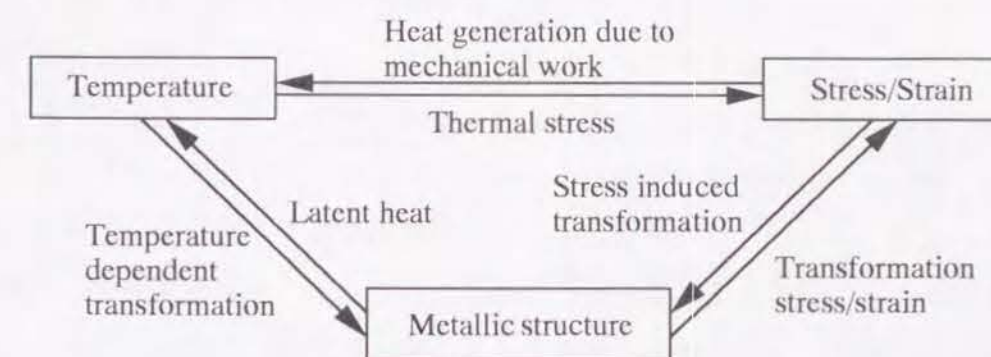 Heat generation due to
mechanical work
Temperature
Stress/Strain
Thermal stress
Stress induced
transformation
Latent heat
Temperature
dependent
transformation
Transformation
stress/strain
Metallic structure